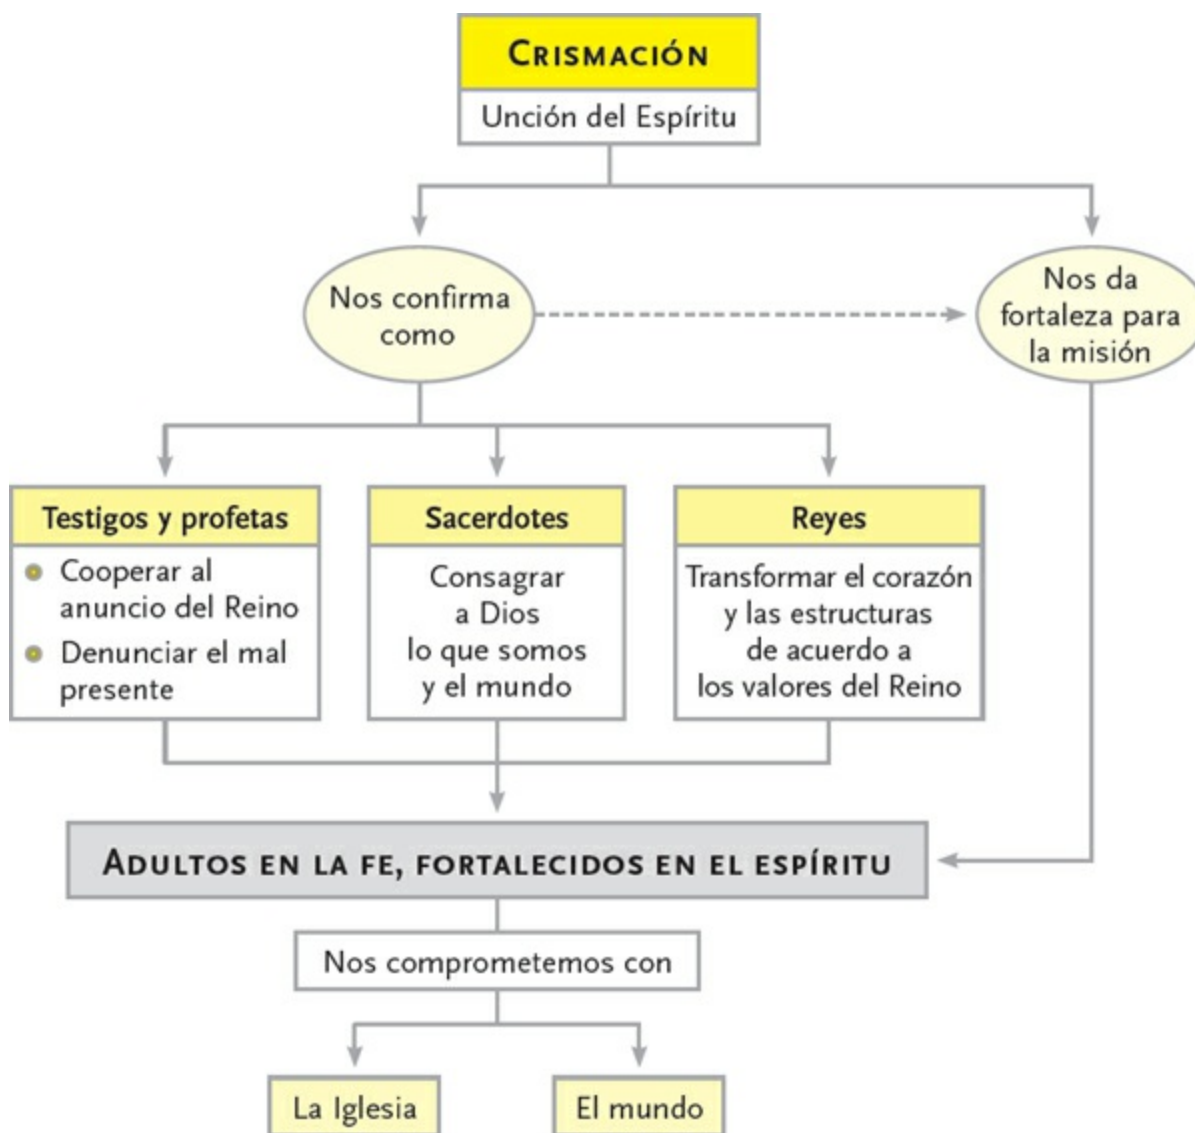 CRISMACIÓN
Unción del Espíritu
Nos confirma
como
Nos da
fortaleza para
la misión
Testigos y profetas
Cooperar al
anuncio del Reino
Denunciar el mal
presente
Sacerdotes
Consagrar
a Dios
lo que somos
y el mundo
Reyes
Transformar el corazón
y las estructuras
de acuerdo a
los valores del Reino
ADULTOS EN LA FE, FORTALECIDOS EN EL ESPÍRITU
Nos comprometemos con
La Iglesia
El mundo